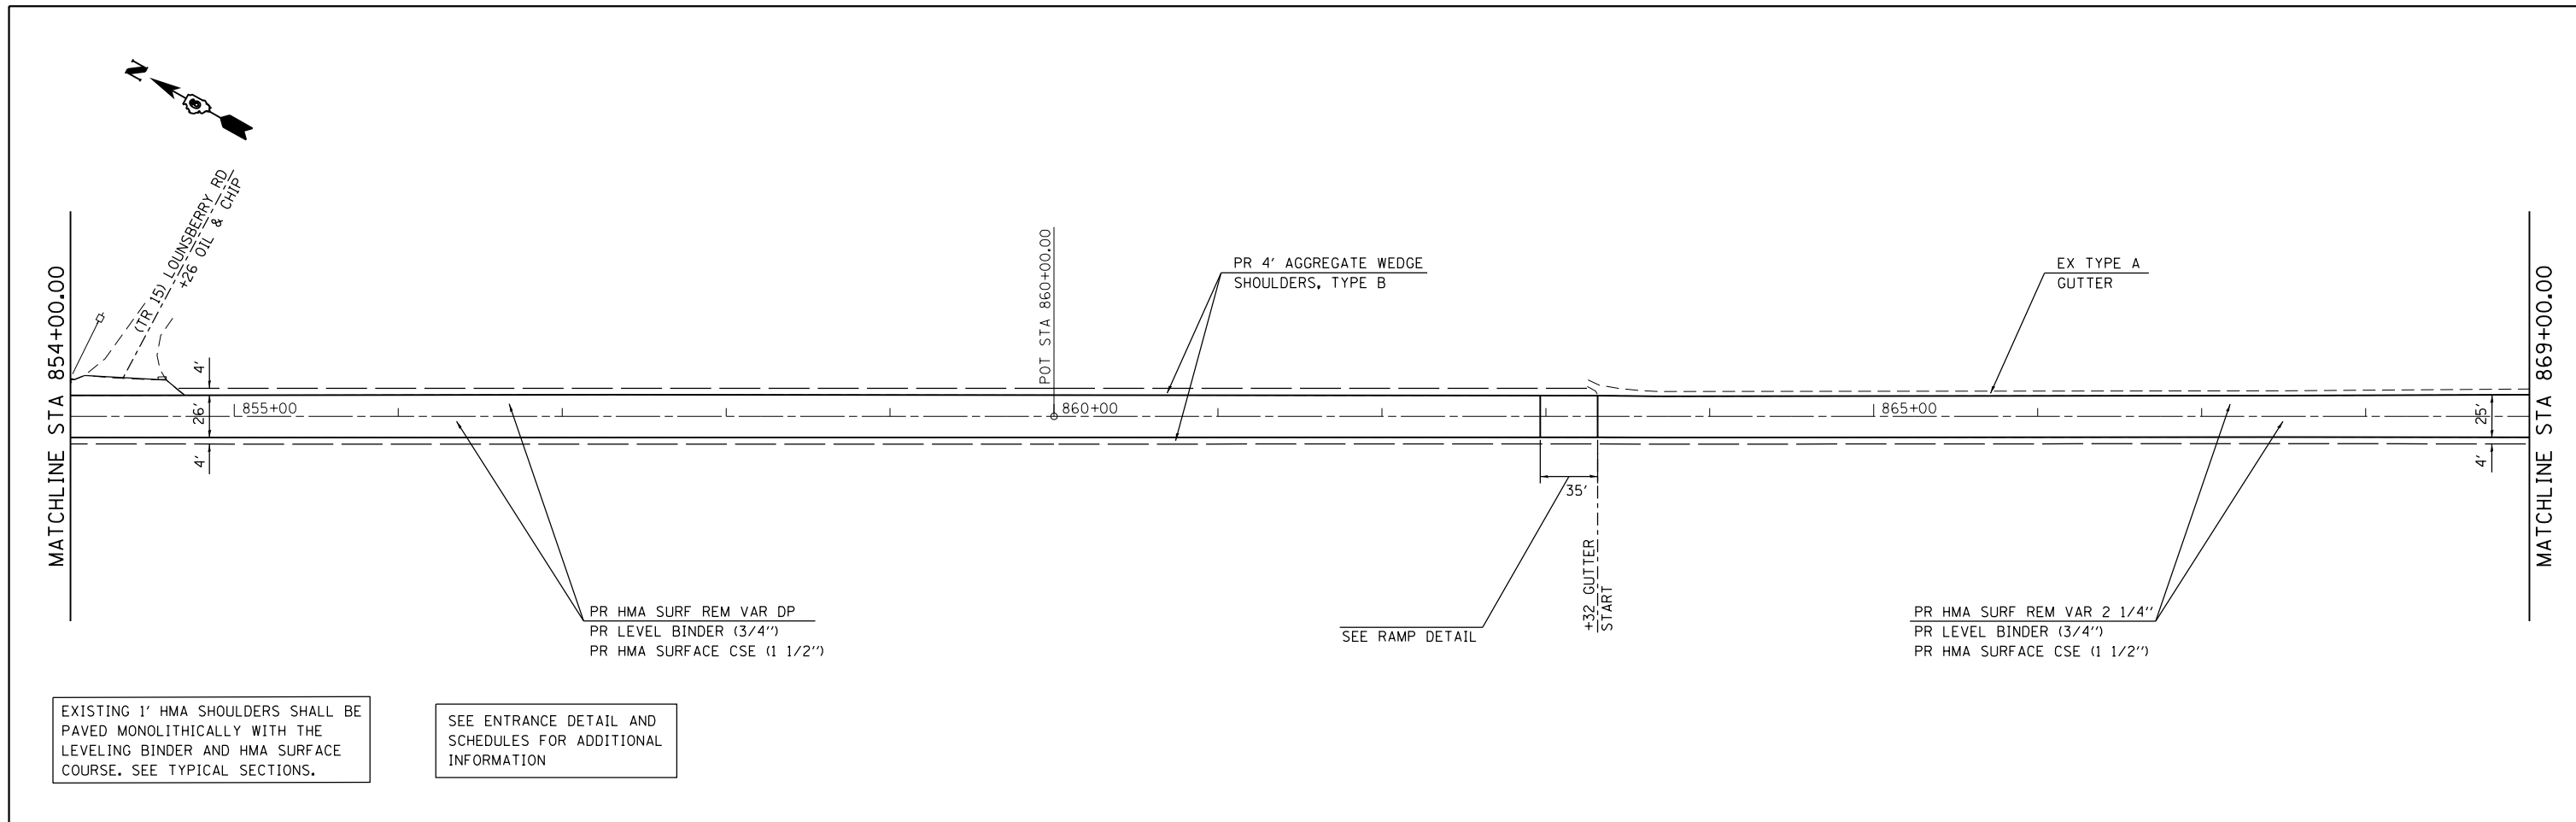 N
8
(TR 15) LOUNSBERRY RD
+26 OIL & CHIP
MATCHLINE STA 854+00.00
4'
26'
4'
855+00
POT STA 860+00.00
860+00
PR 4' AGGREGATE WEDGE
SHOULDERS, TYPE B
EX TYPE A
GUTTER
865+00
25'
4'
MATCHLINE STA 869+00.00
35'
+32 GUTTER
START
SEE RAMP DETAIL
PR HMA SURF REM VAR DP
PR LEVEL BINDER (3/4'')
PR HMA SURFACE CSE (1 1/2'')
PR HMA SURF REM VAR 2 1/4''
PR LEVEL BINDER (3/4'')
PR HMA SURFACE CSE (1 1/2'')
EXISTING 1' HMA SHOULDERS SHALL BE
PAVED MONOLITHICALLY WITH THE
LEVELING BINDER AND HMA SURFACE
COURSE. SEE TYPICAL SECTIONS.
SEE ENTRANCE DETAIL AND
SCHEDULES FOR ADDITIONAL
INFORMATION